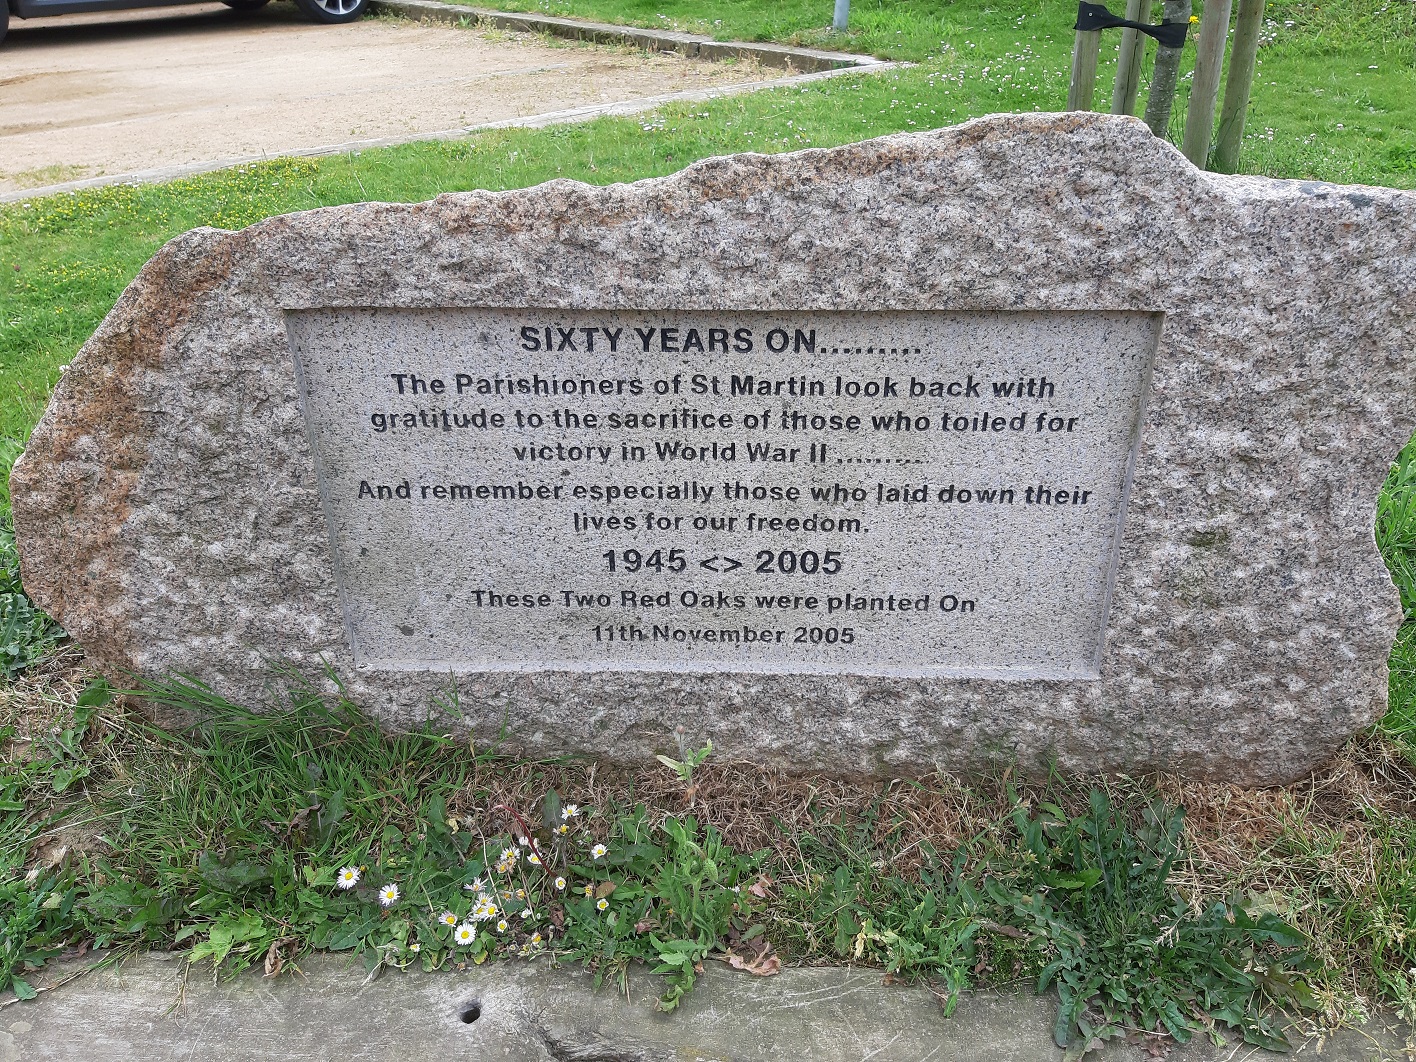 SIXTY YEARS ON.........
The Parishioners of St Martin look back with
gratitude to the sacrifice of those who toiled for
victory in World War II ..........
And remember especially those who laid down their
lives for our freedom.
1945 <> 2005
These Two Red Oaks were planted On
11th November 2005